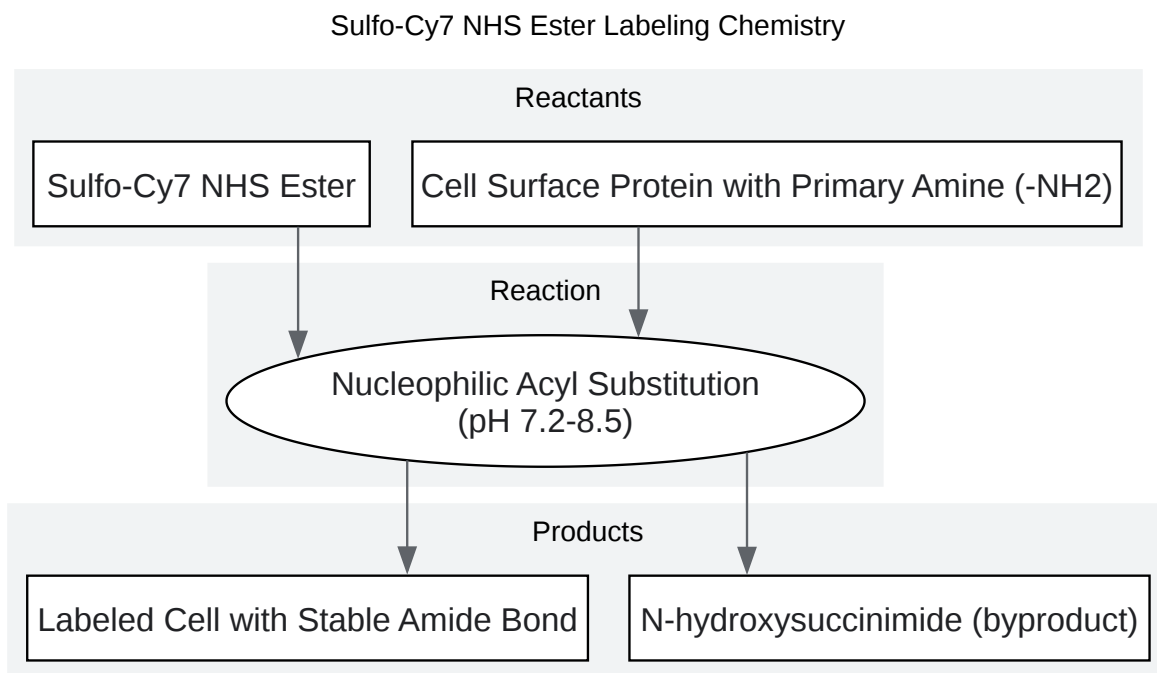 Sulfo-Cy7 NHS Ester Labeling Chemistry
Reactants
Sulfo-Cy7 NHS Ester
Cell Surface Protein with Primary Amine (-NH2)
Reaction
Nucleophilic Acyl Substitution
(pH 7.2-8.5)
Products
Labeled Cell with Stable Amide Bond
N-hydroxysuccinimide (byproduct)